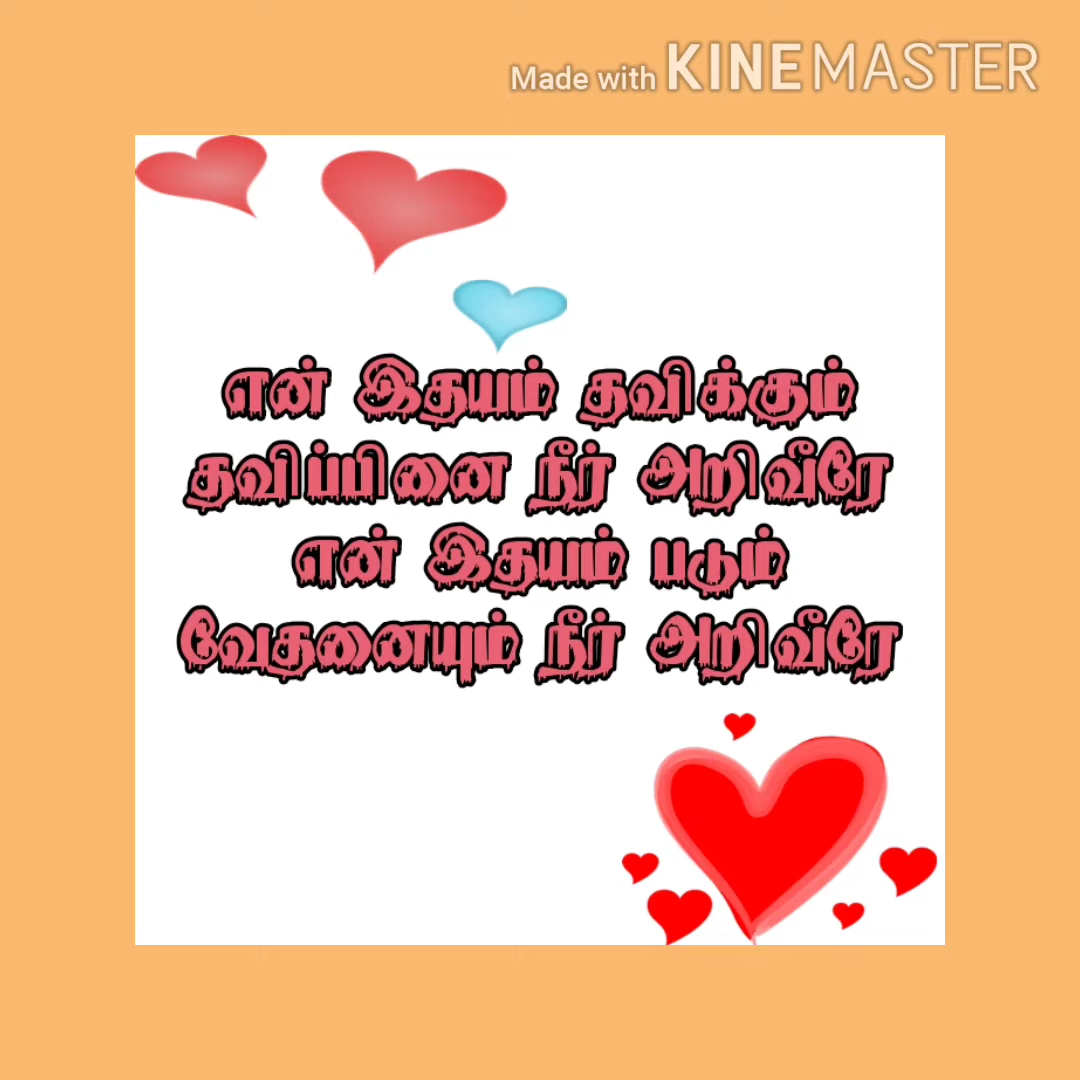 Made with KINEMASTER
என் இதயம் தவிக்கும்
தவிப்பினை நீர் அறிவீரே
என் இதயம் படும்
வேதனையும் நீர் அறிவீரே